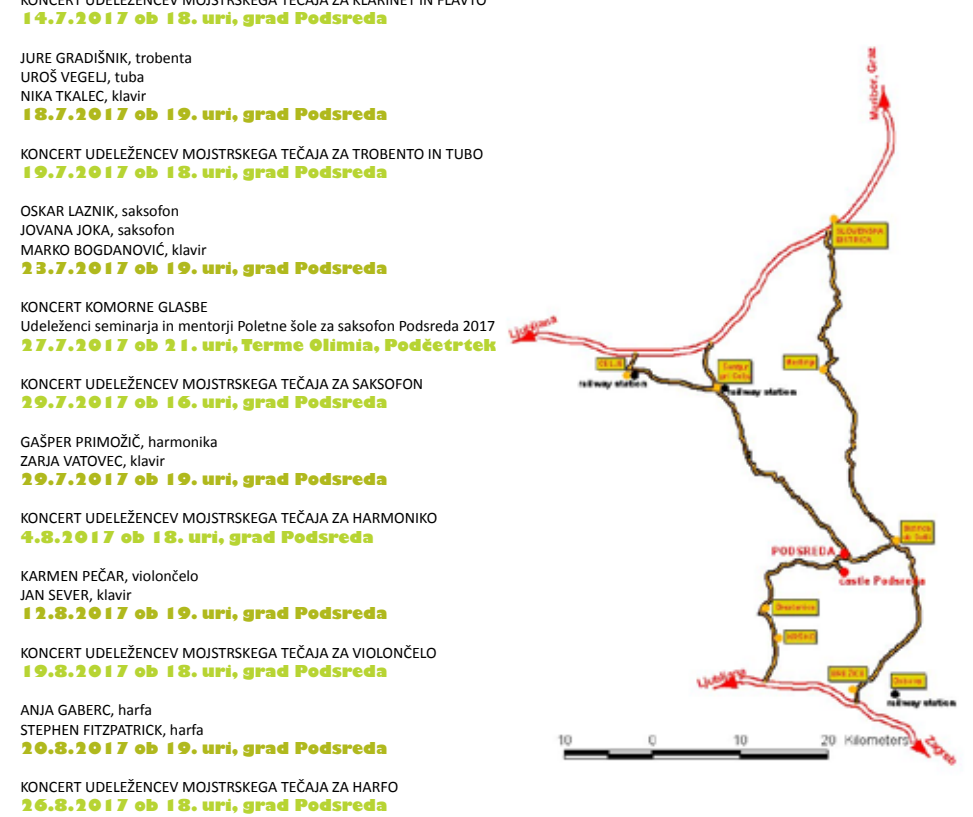 KONCERT UDELEŽENCEV MOJSTRSKEGA TEČAJA ZA KLARINET IN FLAVTO
14.7.2017 ob 18. uri, grad Podsreda
JURE GRADIŠNIK, trobenta
UROŠ VEGELJ, tuba
NIKA TKALEC, klavir
18.7.2017 ob 19. uri, grad Podsreda
KONCERT UDELEŽENCEV MOJSTRSKEGA TEČAJA ZA TROBENTO IN TUBO
19.7.2017 ob 18. uri, grad Podsreda
OSKAR LAZNIK, saksofon
JOVANA JOKA, saksofon
MARKO BOGDANOVIĆ, klavir
23.7.2017 ob 19. uri, grad Podsreda
KONCERT KOMORNE GLASBE
Udeleženci seminarja in mentorji Poletne šole za saksofon Podsreda 2017
27.7.2017 ob 21. uri, Terme Olimia, Podčetrtek
KONCERT UDELEŽENCEV MOJSTRSKEGA TEČAJA ZA SAKSOFON
29.7.2017 ob 16. uri, grad Podsreda
GAŠPER PRIMOŽIČ, harmonika
ZARJA VATOVEC, klavir
29.7.2017 ob 19. uri, grad Podsreda
KONCERT UDELEŽENCEV MOJSTRSKEGA TEČAJA ZA HARMONIKO
4.8.2017 ob 18. uri, grad Podsreda
KARMEN PEČAR, violončelo
JAN SEVER, klavir
12.8.2017 ob 19. uri, grad Podsreda
KONCERT UDELEŽENCEV MOJSTRSKEGA TEČAJA ZA VIOLONČELO
19.8.2017 ob 18. uri, grad Podsreda
ANJA GABERC, harfa
STEPHEN FITZPATRICK, harfa
20.8.2017 ob 19. uri, grad Podsreda
KONCERT UDELEŽENCEV MOJSTRSKEGA TEČAJA ZA HARFO
26.8.2017 ob 18. uri, grad Podsreda
Maribor, Graz
SLOVENSKA
BISTRICA
Ljubljana
railway station
railway station
PODSREDA
castle Podsreda
Ljubljana
BREŽICE
railway station
Zagreb
10 0 10 20 Kilometers